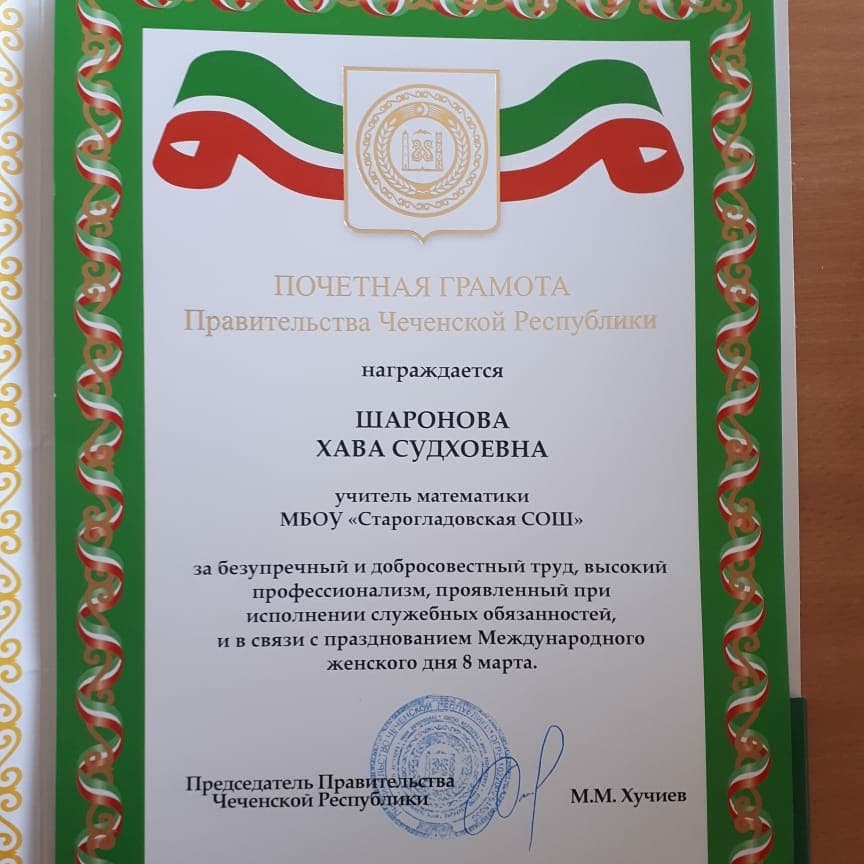 ПОЧЕТНАЯ ГРАМОТА
Правительства Чеченской Республики
награждается
ШАРОНОВА
ХАВА СУДХОЕВНА
учитель математики
МБОУ «Старогладовская СОШ»
за безупречный и добросовестный труд, высокий
профессионализм, проявленный при
исполнении служебных обязанностей,
и в связи с празднованием Международного
женского дня 8 марта.
Председатель Правительства
Чеченской Республики
М.М. Хучиев